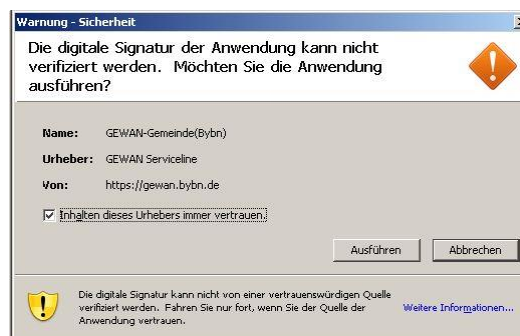 Warnung - Sicherheit
Die digitale Signatur der Anwendung kann nicht
verifiziert werden. Möchten Sie die Anwendung
ausführen?
Name: GEWAN-Gemeinde(Bybn)
Urheber: GEWAN Serviceline
Von: https://gewan.bybn.de
Inhalten dieses Urhebers immer vertrauen.
Ausführen Abbrechen
Die digitale Signatur kann nicht von einer vertrauenswürdigen Quelle
verifiziert werden. Fahren Sie nur fort, wenn Sie der Quelle der
Anwendung vertrauen.
Weitere Informationen...